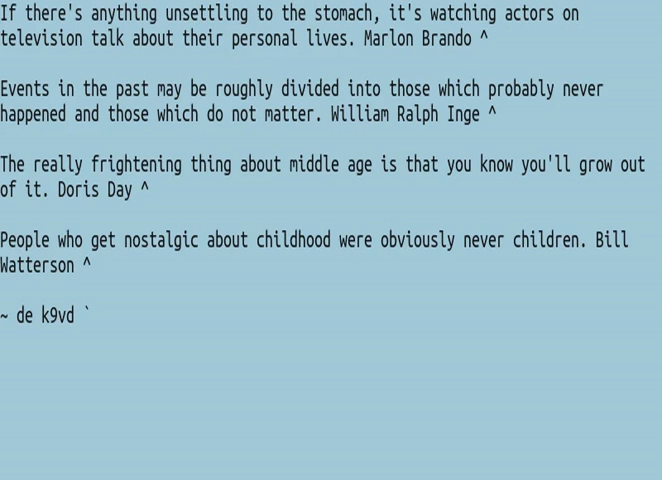 If there's anything unsettling to the stomach, it's watching actors on
television talk about their personal lives. Marlon Brando ^
Events in the past may be roughly divided into those which probably never
happened and those which do not matter. William Ralph Inge ^
The really frightening thing about middle age is that you know you'll grow out
of it. Doris Day ^
People who get nostalgic about childhood were obviously never children. Bill
Watterson ^
~ de k9vd `